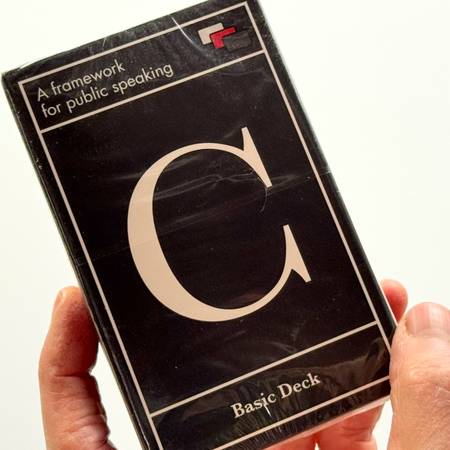 A framework
for public speaking
C
Basic Deck